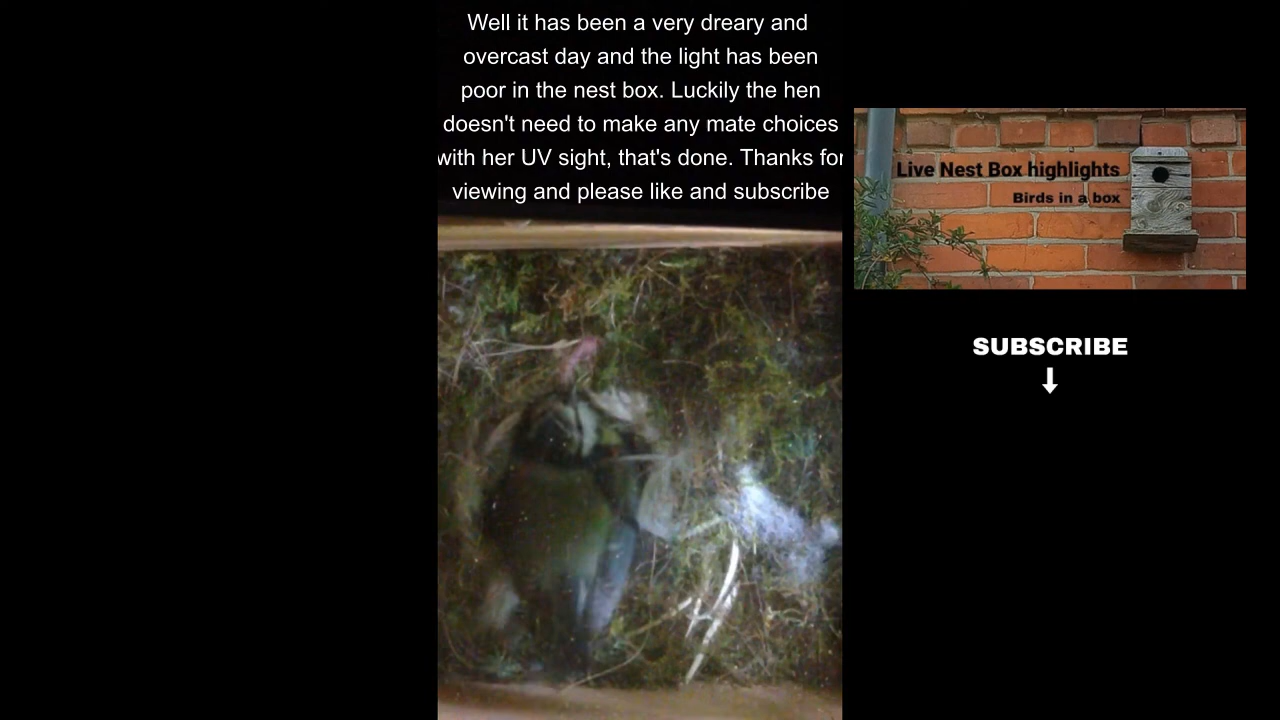 Well it has been a very dreary and
overcast day and the light has been
poor in the nest box. Luckily the hen
doesn't need to make any mate choices
with her UV sight, that's done. Thanks for
viewing and please like and subscribe
Live Nest Box highlights
Birds in a box
SUBSCRIBE